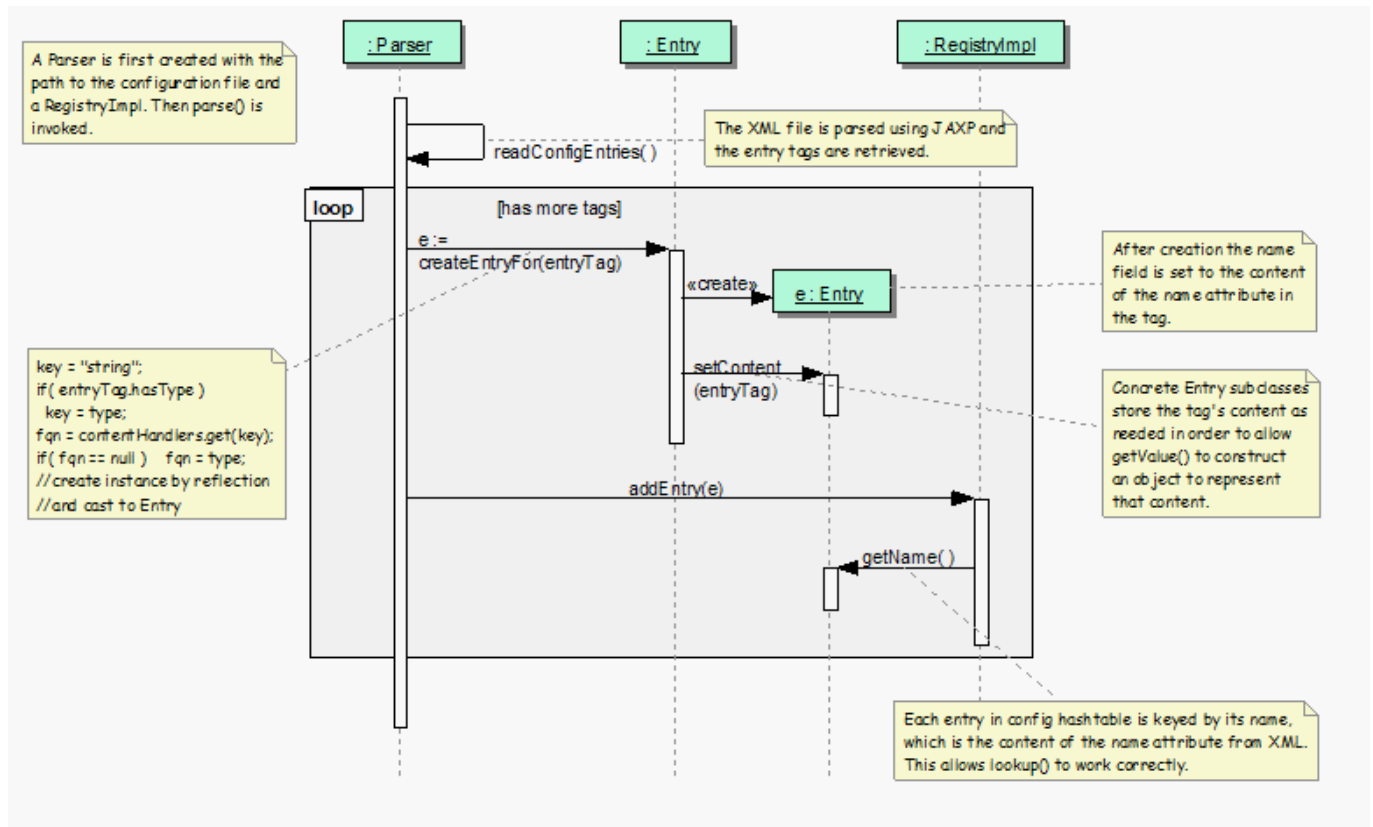 : Parser
: Entry
: RegistryImpl
A Parser is first created with the
path to the configuration file and
a RegistryImpl. Then parse() is
invoked.
The XML file is parsed using JAXP and
the entry tags are retrieved.
readConfigEntries( )
loop
[has more tags]
e :=
createEntryFor(entryTag)
After creation the name
field is set to the content
of the name attribute in
the tag.
«create»
e : Entry
key = "string";
if( entryTag.hasType )
key = type;
fqn = contentHandlers.get(key);
if( fqn == null ) fqn = type;
//create instance by reflection
//and cast to Entry
setContent
(entryTag)
Concrete Entry subclasses
store the tag's content as
needed in order to allow
getValue() to construct
an object to represent
that content.
addEntry(e)
getName( )
Each entry in config hashtable is keyed by its name,
which is the content of the name attribute from XML.
This allows lookup() to work correctly.